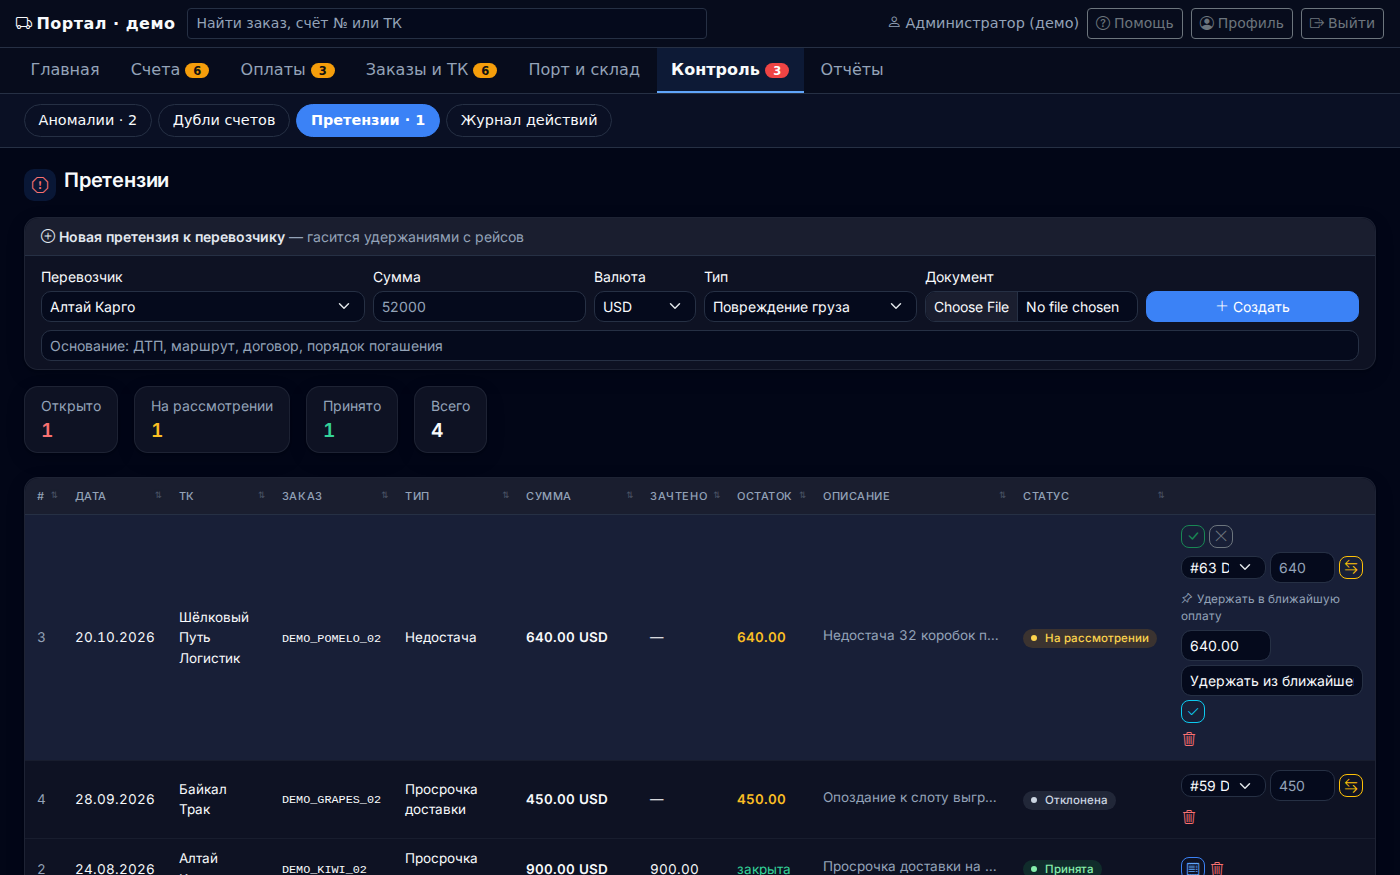 Портал · демо
Найти заказ, счёт № или ТК
Администратор (демо)
Помощь
Профиль
Выйти
Главная
Счета 6
Оплаты 3
Заказы и ТК 6
Порт и склад
Контроль 3
Отчёты
Аномалии · 2
Дубли счетов
Претензии · 1
Журнал действий
Претензии
Новая претензия к перевозчику — гасится удержаниями с рейсов
Перевозчик
Сумма
Валюта
Тип
Документ
Алтай Карго
52000
USD
Повреждение груза
Choose File No file chosen
Создать
Основание: ДТП, маршрут, договор, порядок погашения
Открыто
На рассмотрении
Принято
Всего
1
1
1
4
# ДАТА ТК ЗАКАЗ ТИП СУММА ЗАЧТЕНО ОСТАТОК ОПИСАНИЕ СТАТУС
3 20.10.2026 Шёлковый Путь Логистик DEMO_POMELO_02 Недостача 640.00 USD — 640.00 Недостача 32 коробок п... На рассмотрении
#63 D 640
Удержать в ближайшую
оплату
640.00
Удержать из ближайше
4 28.09.2026 Байкал Трак DEMO_GRAPES_02 Просрочка доставки 450.00 USD — 450.00 Опоздание к слоту выгр... Отклонена
#59 D 450
2 24.08.2026 Алтай DEMO_KIWI_02 Просрочка 900.00 USD 900.00 закрыта Просрочка доставки на ... Принята